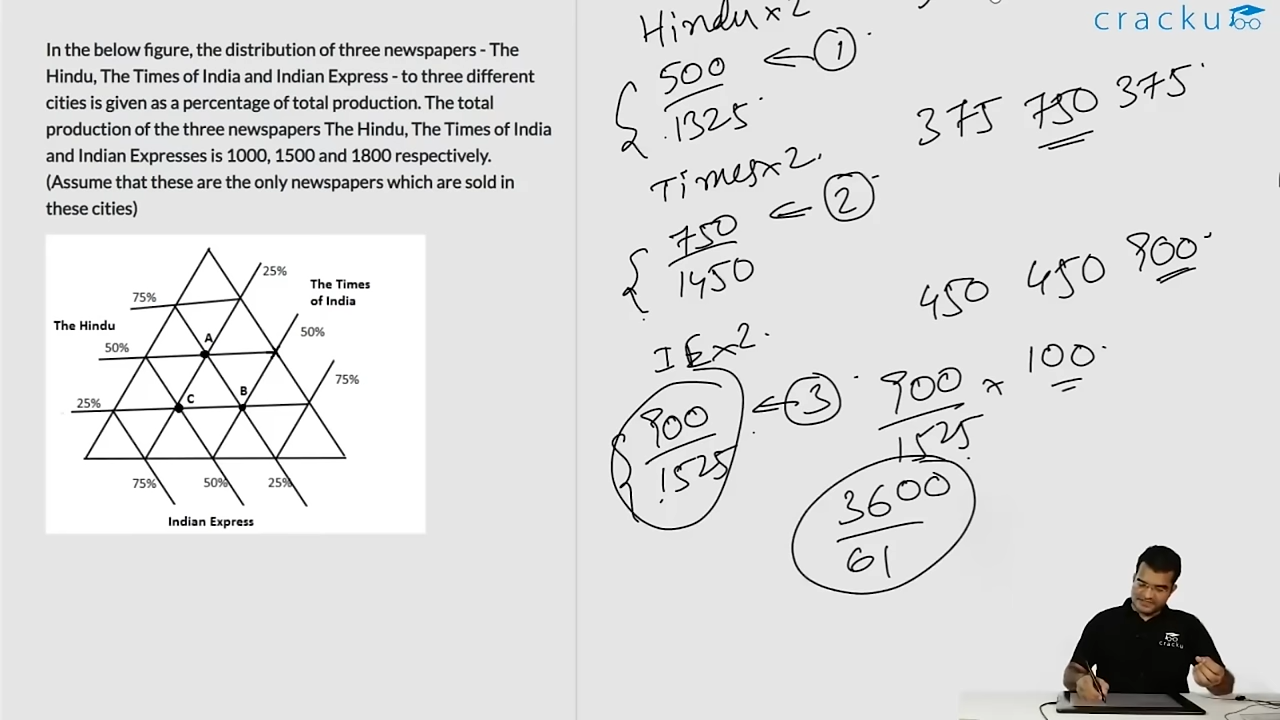 cracku
In the below figure, the distribution of three newspapers - The
Hindu, The Times of India and Indian Express - to three different
cities is given as a percentage of total production. The total
production of the three newspapers The Hindu, The Times of India
and Indian Expresses is 1000, 1500 and 1800 respectively.
(Assume that these are the only newspapers which are sold in
these cities)
25%
The Times
of India
75%
The Hindu
A
50%
50%
75%
C
B
25%
75%
50%
25%
Indian Express
Hindu x 2
500
1325
← 1
Times x 2.
750
1450
← 2
IE x 2.
900
1525
← 3
375 750 375
450 450 900
900 x 100
1525
3600
61
cracku